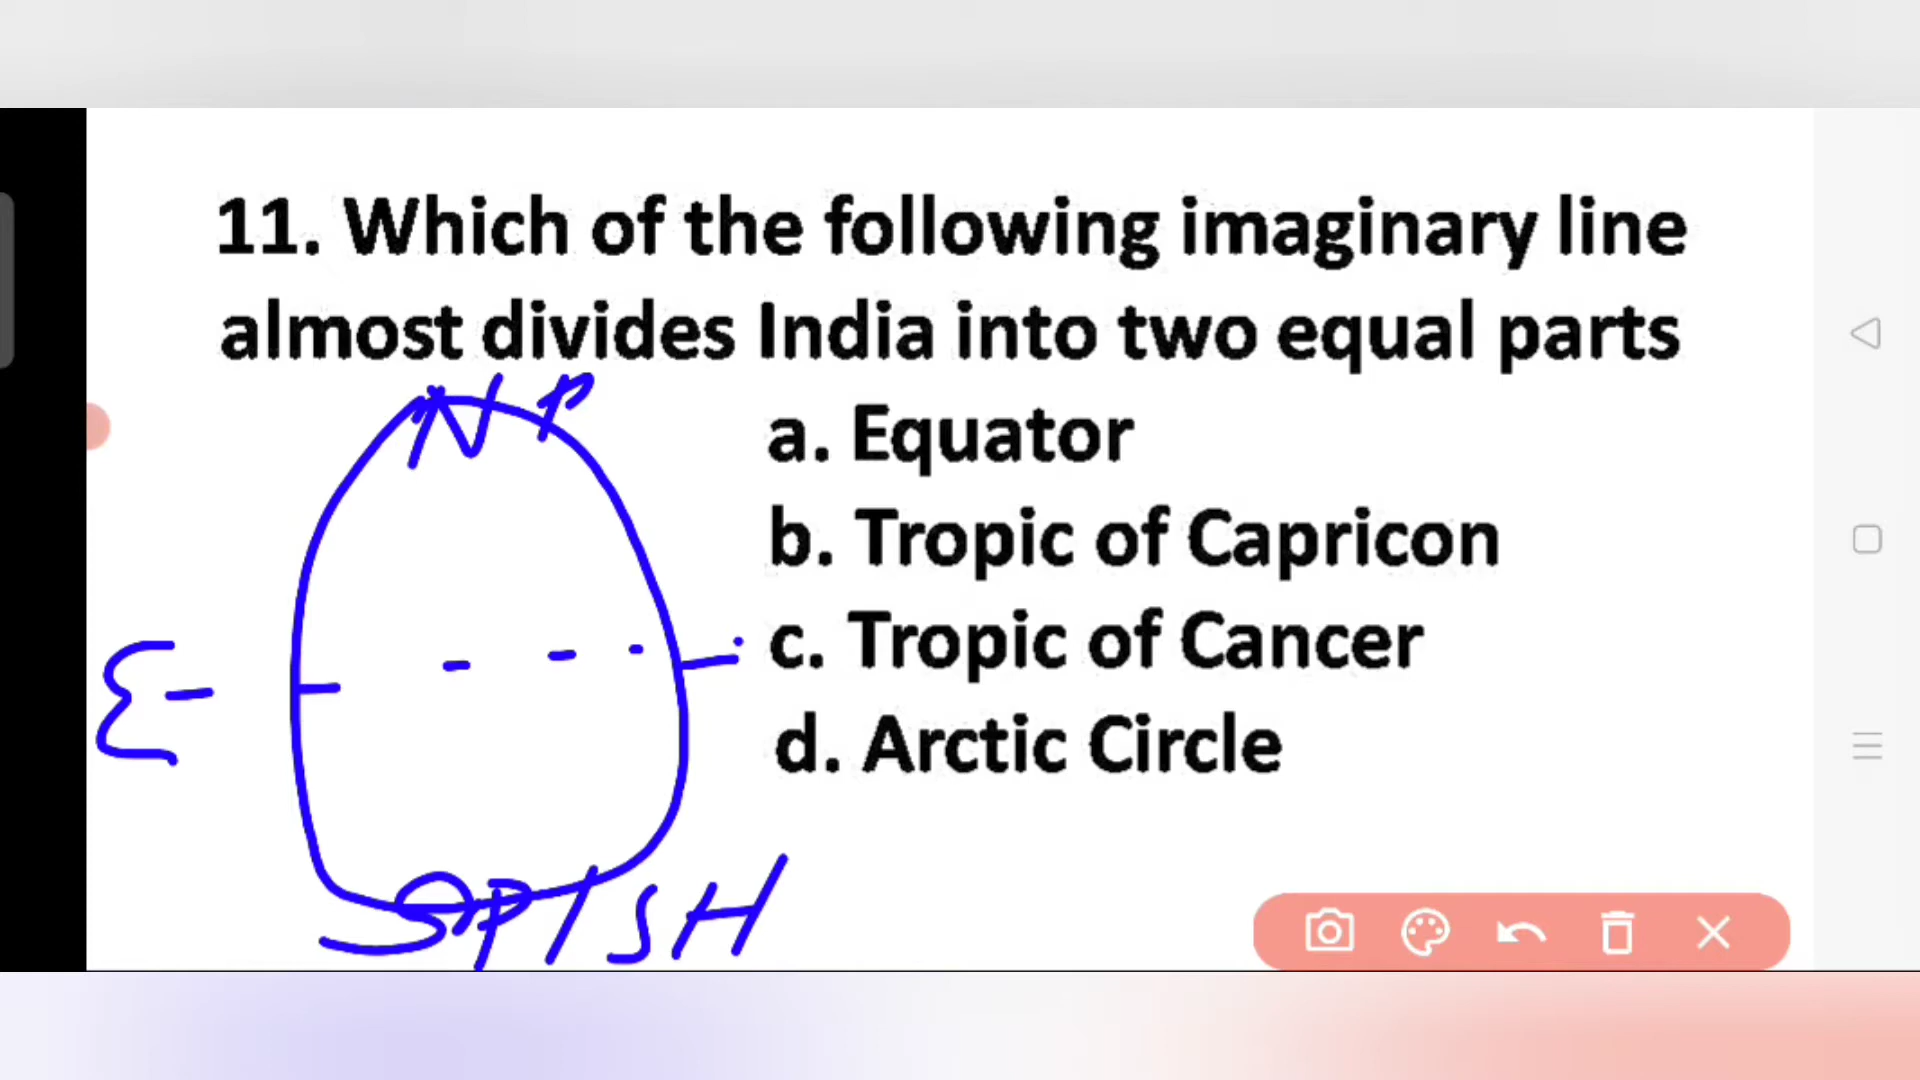 11. Which of the following imaginary line
almost divides India into two equal parts
NP
a. Equator
b. Tropic of Capricon
c. Tropic of Cancer
E
d. Arctic Circle
SP/SH